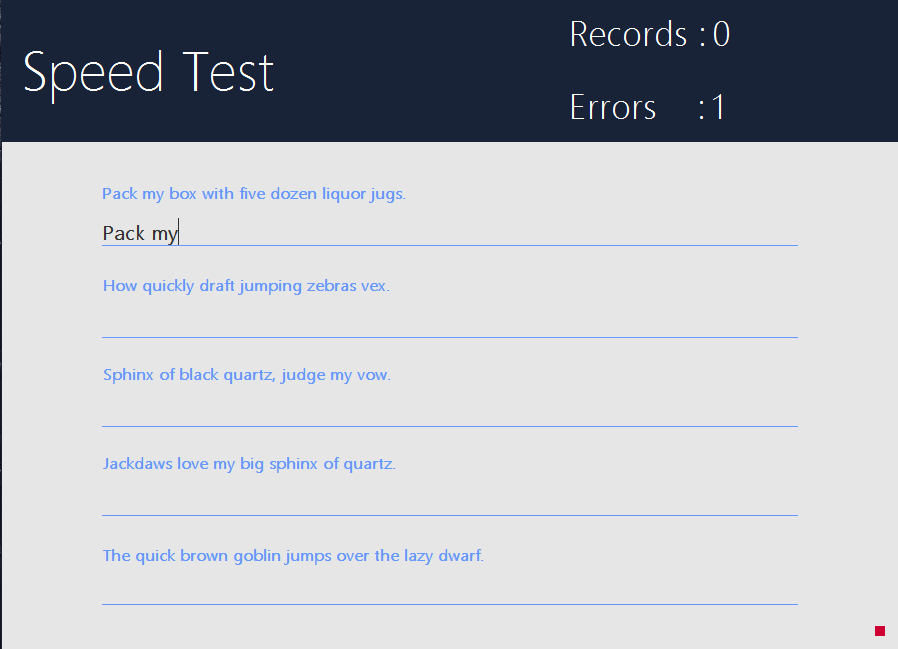 Speed Test
Records : 0
Errors : 1
Pack my box with five dozen liquor jugs.
Pack my
How quickly draft jumping zebras vex.
Sphinx of black quartz, judge my vow.
Jackdaws love my big sphinx of quartz.
The quick brown goblin jumps over the lazy dwarf.